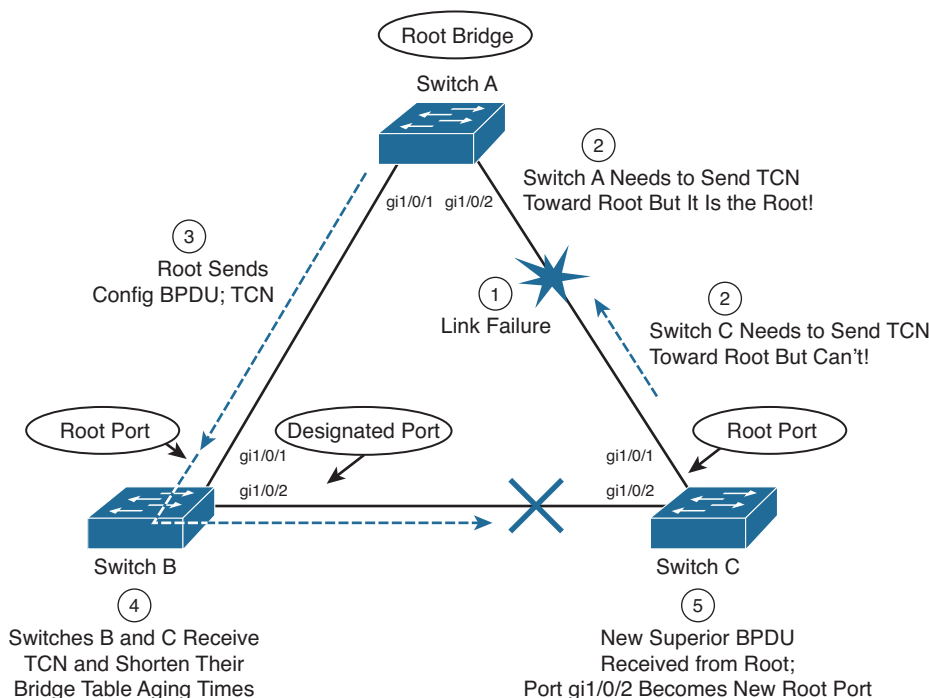 Root Bridge
Switch A
2
Switch A Needs to Send TCN
Toward Root But It Is the Root!
gi1/0/1 gi1/0/2
3
Root Sends
Config BPDU; TCN
1
Link Failure
2
Switch C Needs to Send TCN
Toward Root But Can't!
Root Port
Designated Port
Root Port
gi1/0/1
gi1/0/2
gi1/0/1
gi1/0/2
Switch B
Switch C
4
Switches B and C Receive
TCN and Shorten Their
Bridge Table Aging Times
5
New Superior BPDU
Received from Root;
Port gi1/0/2 Becomes New Root Port